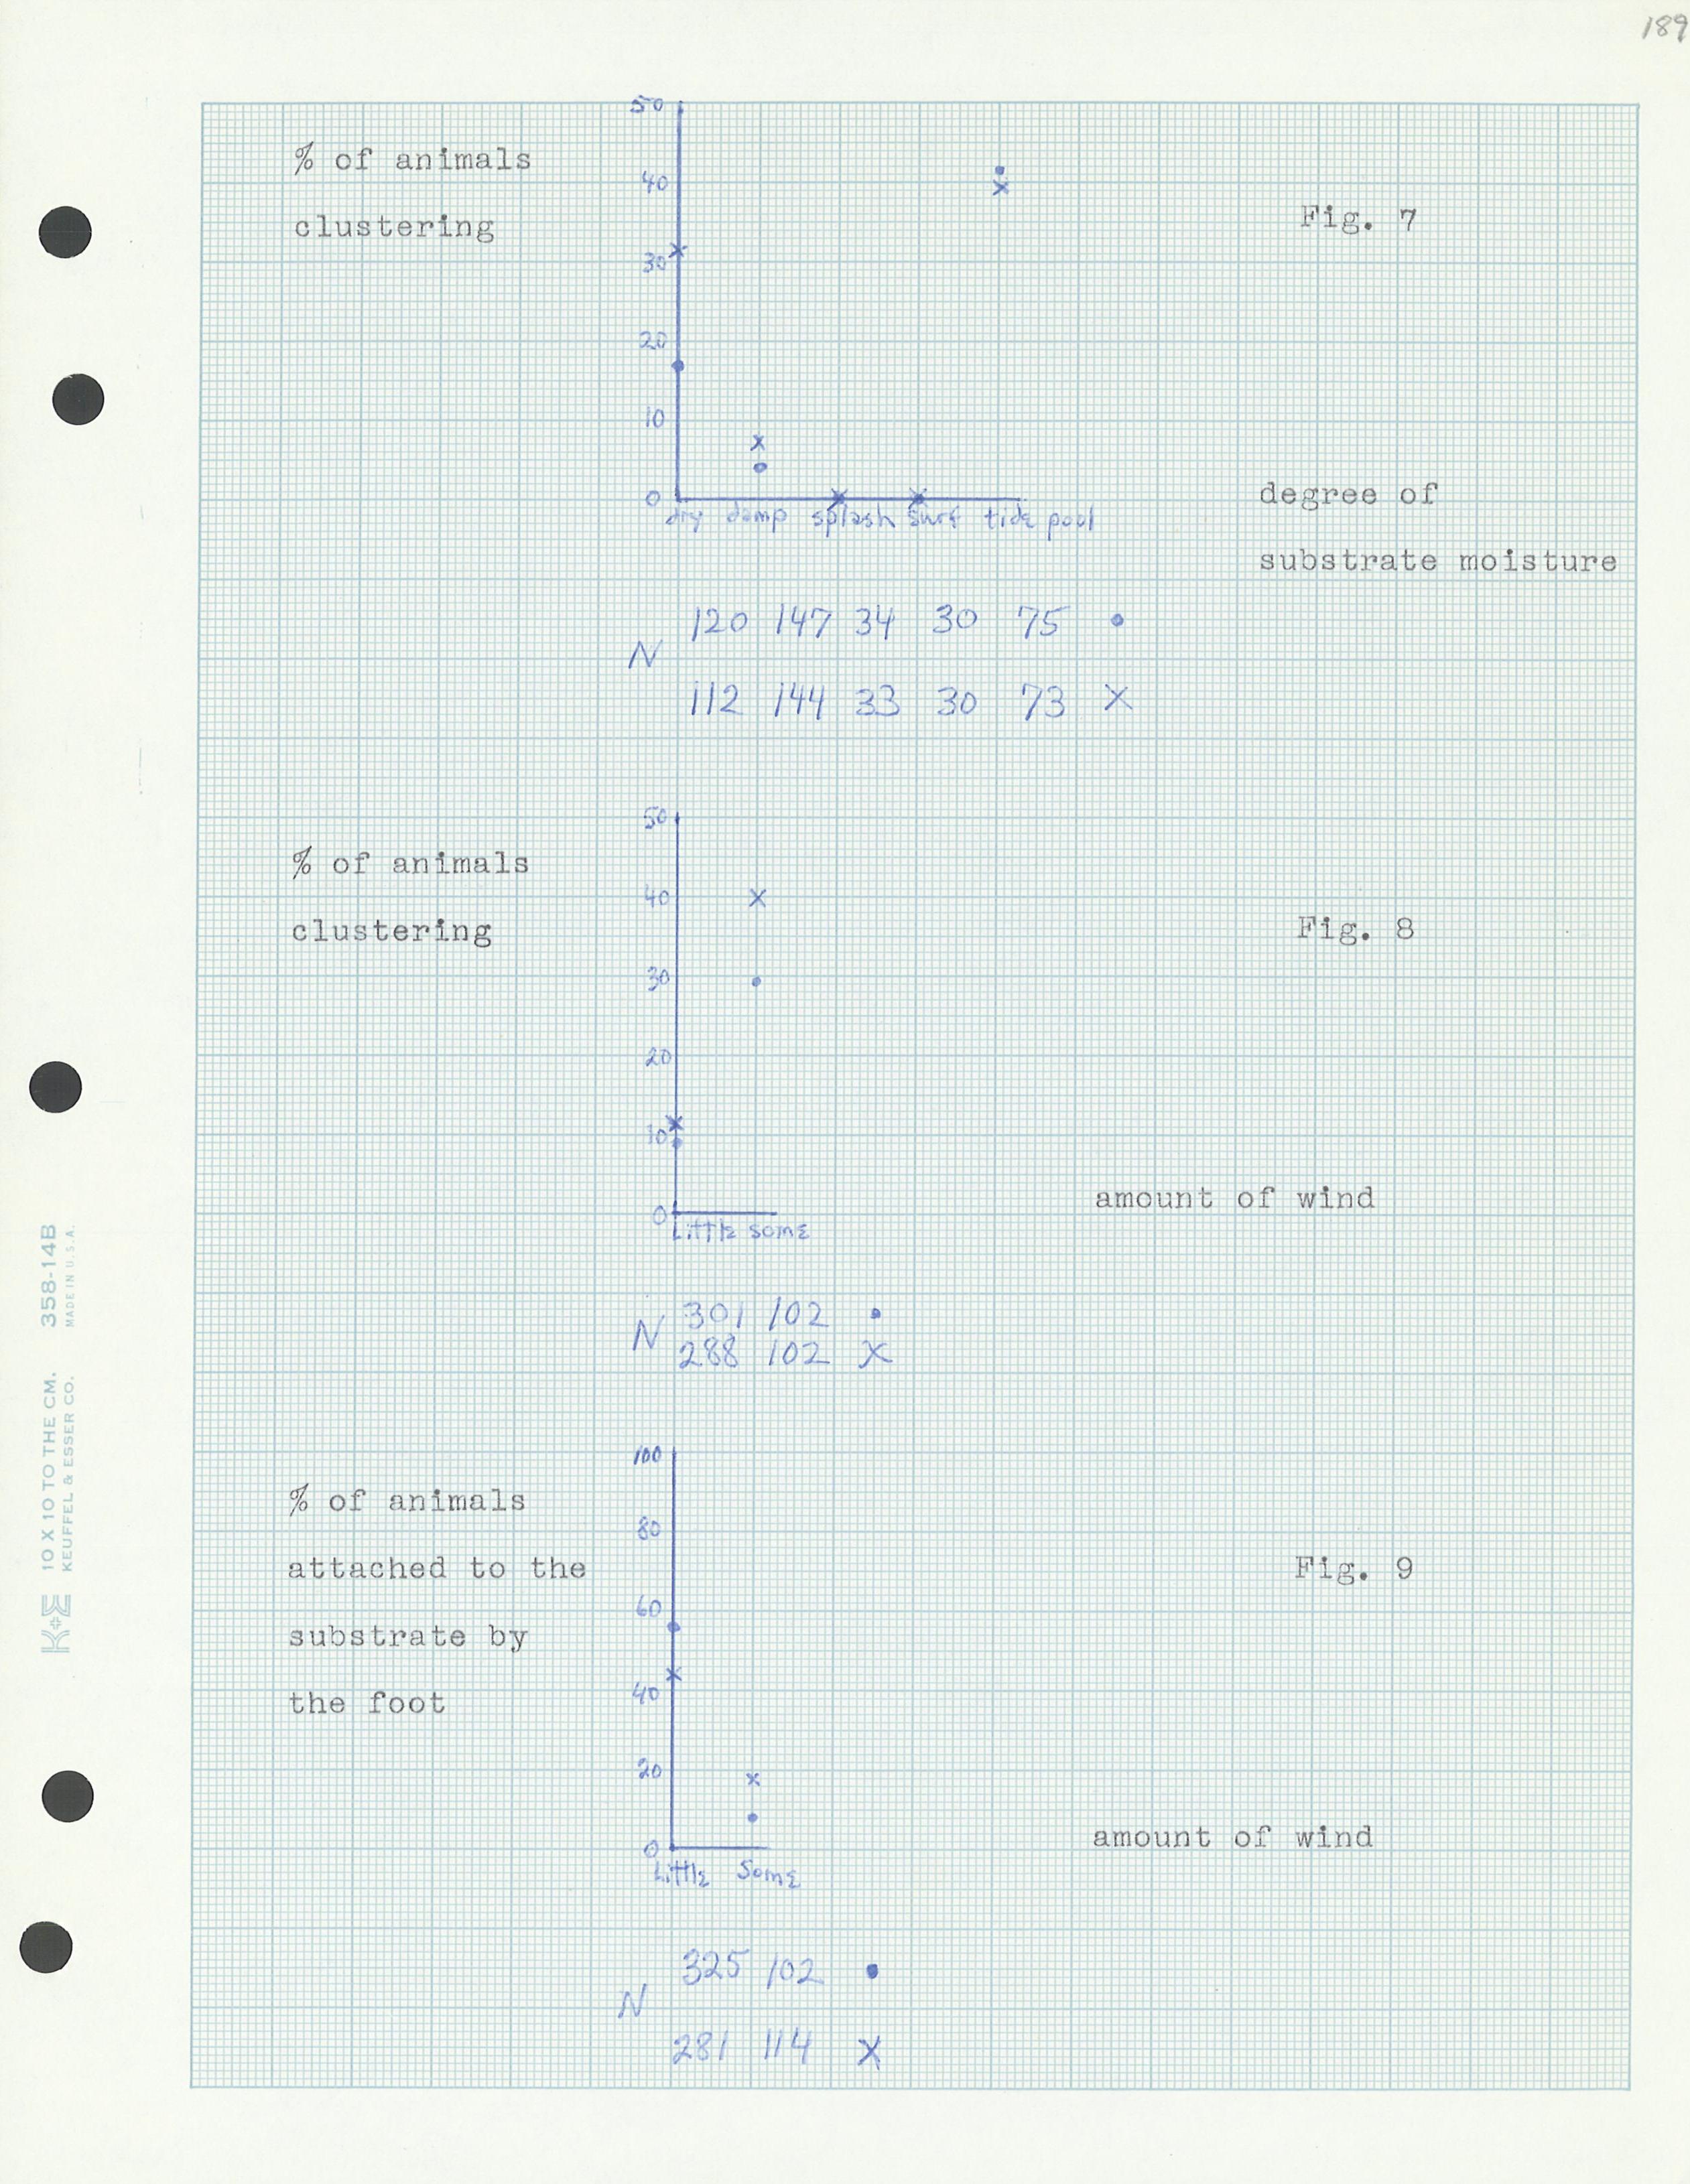 189
50
% of animals
40
clustering
Fig. 7
30
20
10
0
degree of
dry damp splash surf tide pool
substrate moisture
120 147 34 30 75 •
N
112 144 33 30 73 X
50
% of animals
40
clustering
Fig. 8
30
20
10
amount of wind
0
Little some
301 102 •
N
288 102 X
100
% of animals
80
attached to the
Fig. 9
60
substrate by
40
the foot
20
amount of wind
0
Little Some
325 102 •
N
281 114 X
K+E 10 X 10 TO THE CM. 358-14B
KEUFFEL & ESSER CO. MADE IN U.S.A.